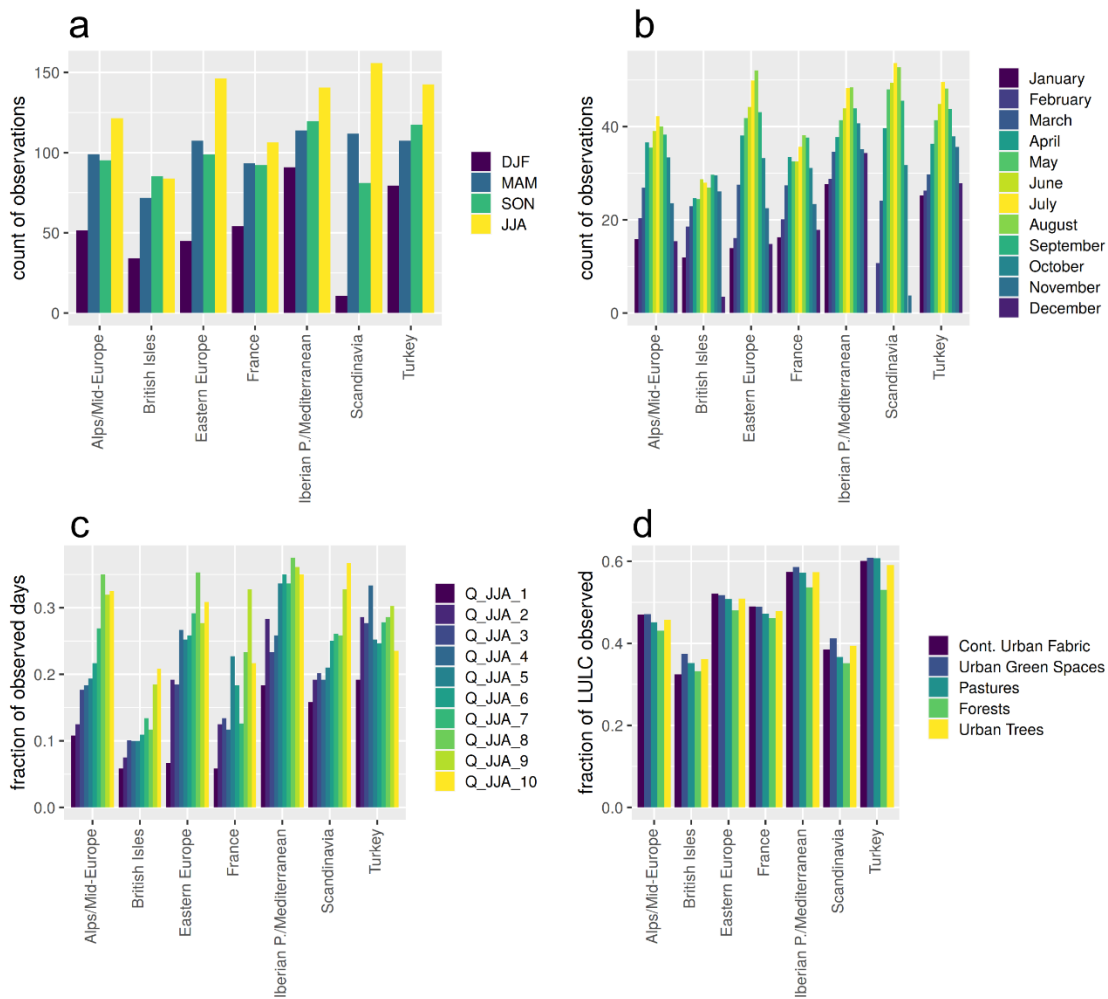 a
count of observations
150
100
50
0
Alps/Mid-Europe
British Isles
Eastern Europe
France
Iberian P./Mediterranean
Scandinavia
Turkey
DJF
MAM
SON
JJA
b
count of observations
40
20
0
Alps/Mid-Europe
British Isles
Eastern Europe
France
Iberian P./Mediterranean
Scandinavia
Turkey
January
February
March
April
May
June
July
August
September
October
November
December
c
fraction of observed days
0.3
0.2
0.1
0.0
Alps/Mid-Europe
British Isles
Eastern Europe
France
Iberian P./Mediterranean
Scandinavia
Turkey
Q_JJA_1
Q_JJA_2
Q_JJA_3
Q_JJA_4
Q_JJA_5
Q_JJA_6
Q_JJA_7
Q_JJA_8
Q_JJA_9
Q_JJA_10
d
fraction of LULC observed
0.6
0.4
0.2
0.0
Alps/Mid-Europe
British Isles
Eastern Europe
France
Iberian P./Mediterranean
Scandinavia
Turkey
Cont. Urban Fabric
Urban Green Spaces
Pastures
Forests
Urban Trees